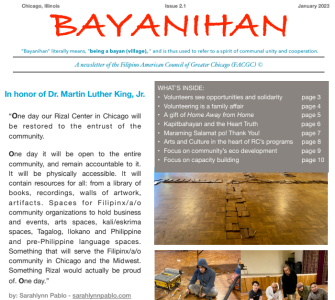 Chicago, Illinois
Issue 2.1
January 2023
BAYANIHAN
"Bayanihan" literally means, "being a bayan (village)," and is thus used to refer to a spirit of communal unity and cooperation.
A newsletter of the Filipino American Council of Greater Chicago (FACGC) ©
In honor of Dr. Martin Luther King, Jr.
"One day our Rizal Center in Chicago will
be restored to the entrust of the
community.
One day it will be open to the entire
community, and remain accountable to it.
It will be physically accessible. It will
contain resources for all: from a library of
books, recordings, walls of artwork,
artifacts. Spaces for Filipinx/a/o
community organizations to hold business
and events, arts spaces, kali/eskrima
spaces, Tagalog, Ilokano and Philippine
and pre-Philippine language spaces.
Something that will serve the Filipinx/a/o
community in Chicago and the Midwest.
Something Rizal would actually be proud
of. One day."
by: Sarahlynn Pablo - sarahlynnpablo.com
WHAT'S INSIDE:
• Volunteers see opportunities and solidarity page 3
• Volunteering is a family affair page 4
• A gift of Home Away from Home page 5
• Kapitbahayan and the Heart Truth page 6
• Maraming Salamat po! Thank You! page 7
• Arts and Culture in the heart of RC's programs page 8
• Focus on community's eco development page 9
• Focus on capacity building page 10